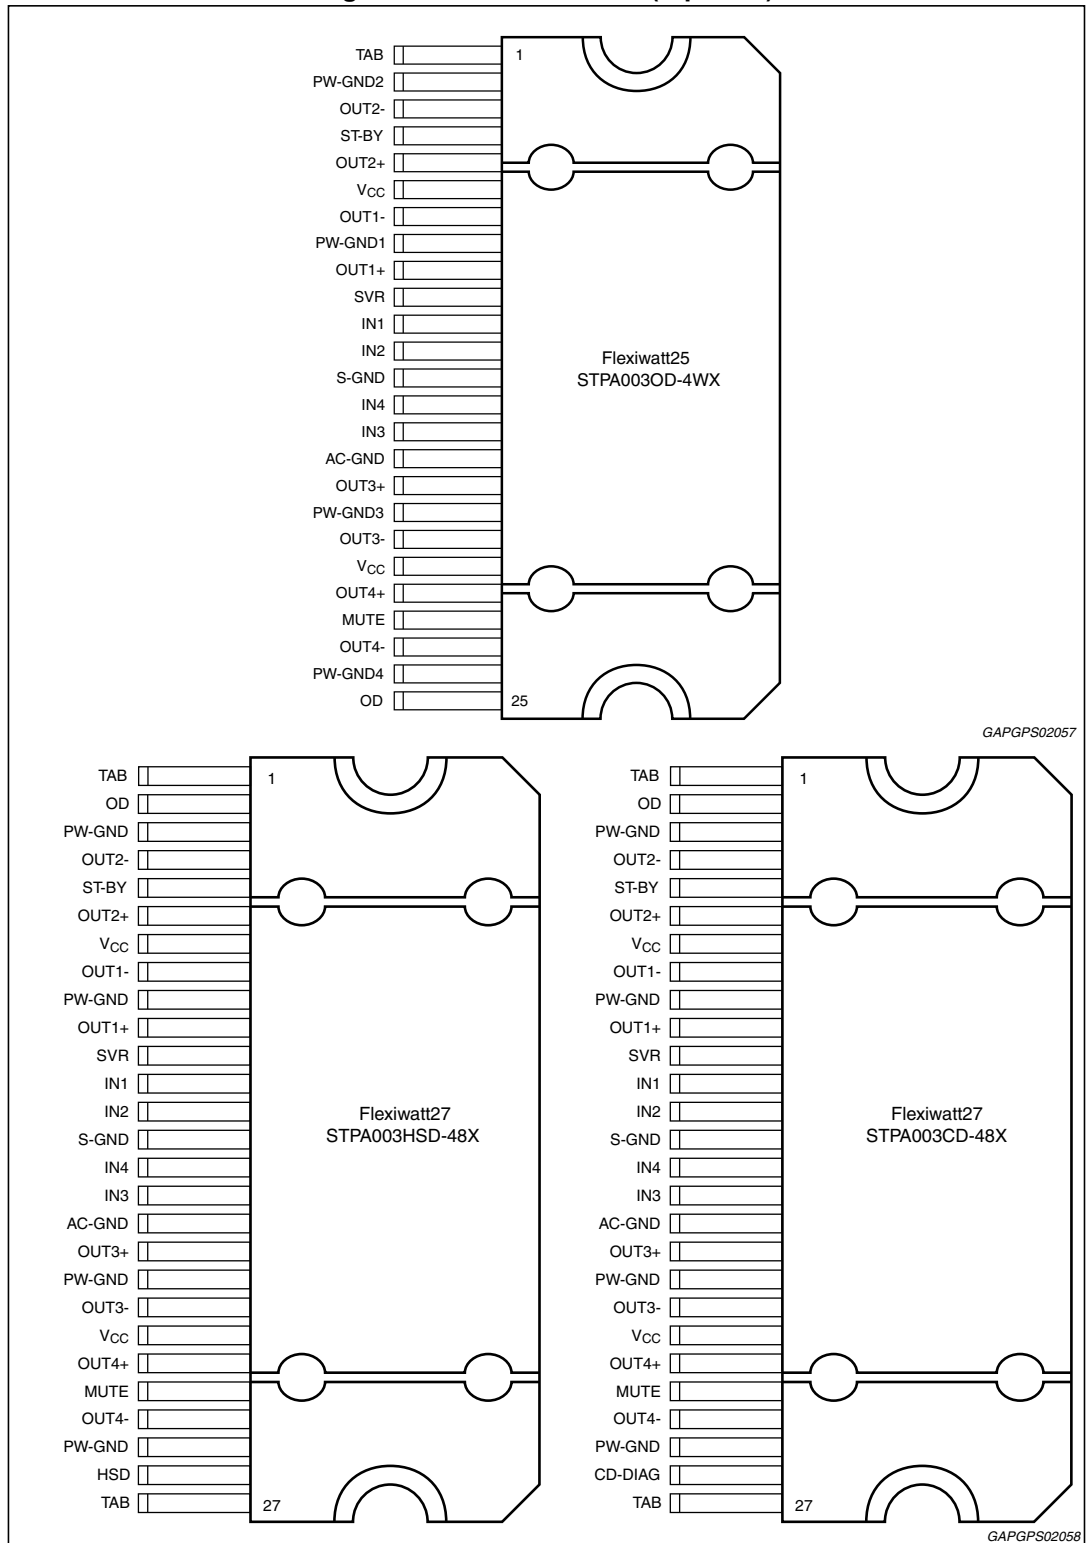 TAB
PW-GND2
OUT2-
ST-BY
OUT2+
VCC
OUT1-
PW-GND1
OUT1+
SVR
IN1
IN2
S-GND
IN4
IN3
AC-GND
OUT3+
PW-GND3
OUT3-
VCC
OUT4+
MUTE
OUT4-
PW-GND4
OD
1
Flexiwatt25
STPA003OD-4WX
25
GAPGPS02057
TAB
OD
PW-GND
OUT2-
ST-BY
OUT2+
VCC
OUT1-
PW-GND
OUT1+
SVR
IN1
IN2
S-GND
IN4
IN3
AC-GND
OUT3+
PW-GND
OUT3-
VCC
OUT4+
MUTE
OUT4-
PW-GND
HSD
TAB
1
Flexiwatt27
STPA003HSD-48X
27
TAB
OD
PW-GND
OUT2-
ST-BY
OUT2+
VCC
OUT1-
PW-GND
OUT1+
SVR
IN1
IN2
S-GND
IN4
IN3
AC-GND
OUT3+
PW-GND
OUT3-
VCC
OUT4+
MUTE
OUT4-
PW-GND
CD-DIAG
TAB
1
Flexiwatt27
STPA003CD-48X
27
GAPGPS02058